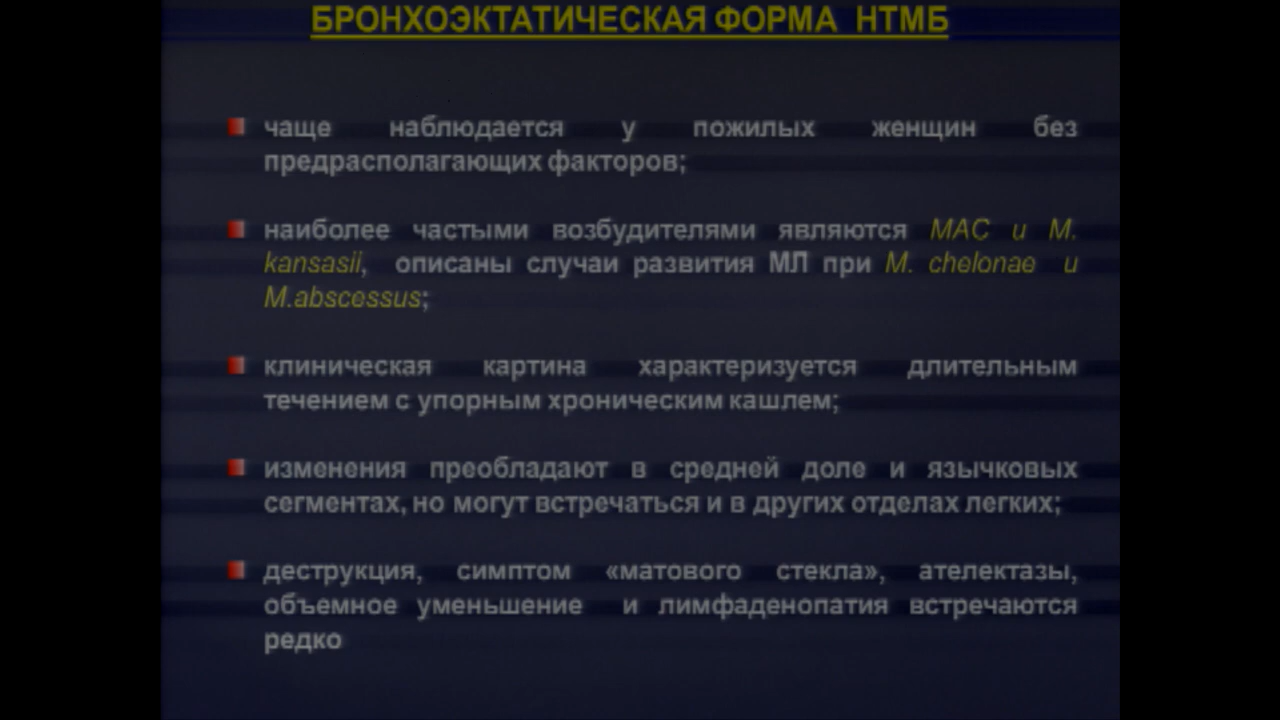 БРОНХОЭКТАТИЧЕСКАЯ ФОРМА НТМБ
чаще наблюдается у пожилых женщин без
предрасполагающих факторов;
наиболее частыми возбудителями являются MAC и M.
kansasii, описаны случаи развития МЛ при M. chelonae и
M.abscessus;
клиническая картина характеризуется длительным
течением с упорным хроническим кашлем;
изменения преобладают в средней доле и язычковых
сегментах, но могут встречаться и в других отделах легких;
деструкция, симптом «матового стекла», ателектазы,
объемное уменьшение и лимфаденопатия встречаются
редко